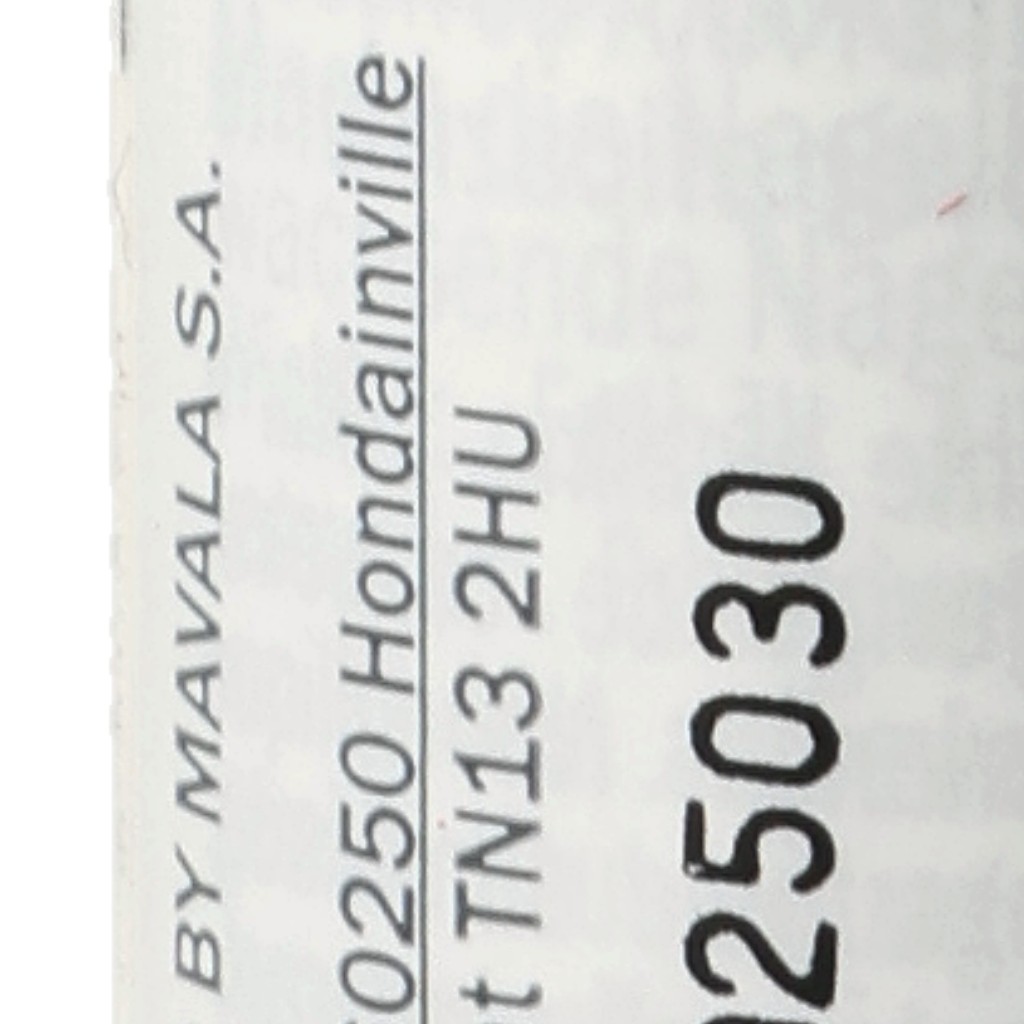 BY MAVALA S.A.
0250 Hondainville
t TN13 2HU
25030